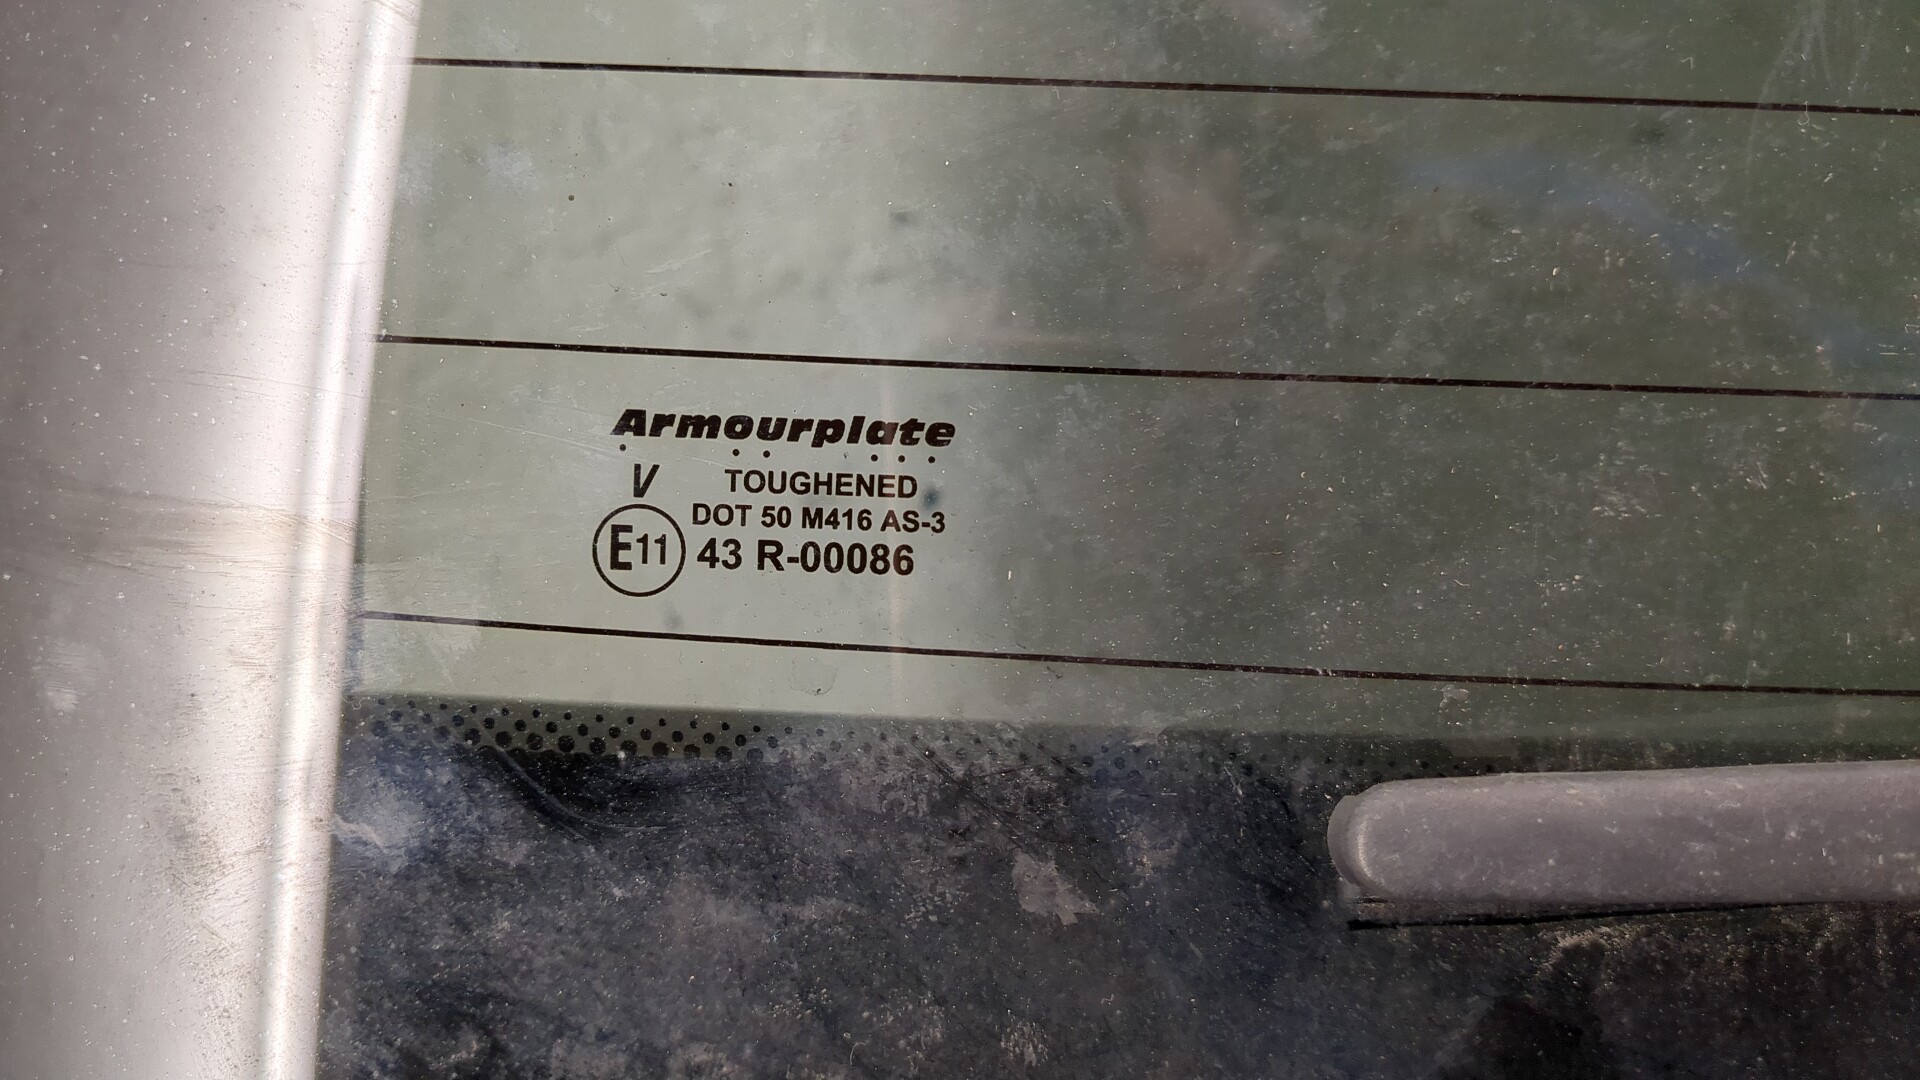 Armourplate
V TOUGHENED
DOT 50 M416 AS-3
E11 43 R-00086